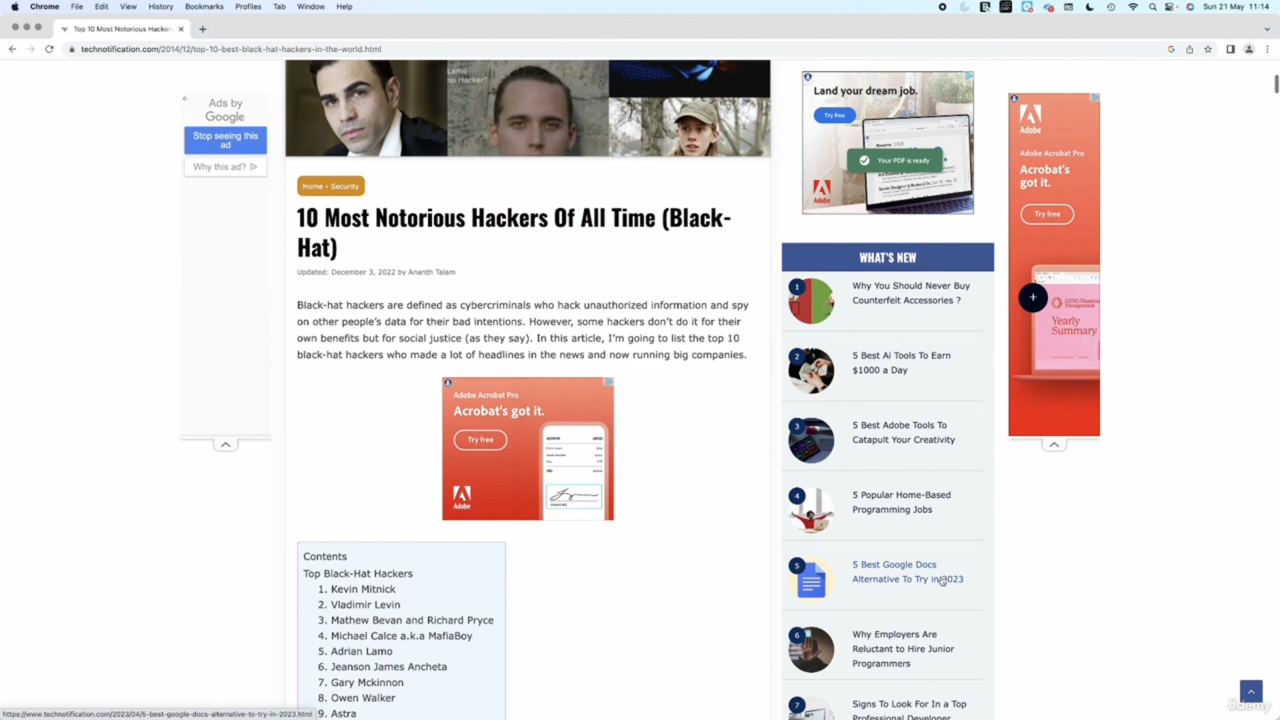 Chrome File Edit View History Bookmarks Profiles Tab Window Help
Sun 21 May 11:14
Top 10 Most Notorious Hackers
technotification.com/2014/12/top-10-best-black-hat-hackers-in-the-world.html
Ads by
Google
Stop seeing this
ad
Why this ad?
Lamo
ss Hacker"
Home › Security
10 Most Notorious Hackers Of All Time (Black-
Hat)
Updated: December 3, 2022 by Ananth Talam
Black-hat hackers are defined as cybercriminals who hack unauthorized information and spy
on other people's data for their bad intentions. However, some hackers don't do it for their
own benefits but for social justice (as they say). In this article, I'm going to list the top 10
black-hat hackers who made a lot of headlines in the news and now running big companies.
Adobe Acrobat Pro
Acrobat's got it.
Try free
Adobe
Contents
Top Black-Hat Hackers
1. Kevin Mitnick
2. Vladimir Levin
3. Mathew Bevan and Richard Pryce
4. Michael Calce a.k.a MafiaBoy
5. Adrian Lamo
6. Jeanson James Ancheta
7. Gary Mckinnon
8. Owen Walker
9. Astra
https://www.technotification.com/2023/04/5-best-google-docs-alternative-to-try-in-2023.html
Land your dream job.
Try free
Your PDF is ready
Adobe
WHAT'S NEW
1
Why You Should Never Buy
Counterfeit Accessories ?
2
5 Best Ai Tools To Earn
$1000 a Day
3
5 Best Adobe Tools To
Catapult Your Creativity
4
5 Popular Home-Based
Programming Jobs
5
5 Best Google Docs
Alternative To Try in 2023
6
Why Employers Are
Reluctant to Hire Junior
Programmers
7
Signs To Look For In a Top
Professional Developer
Adobe
Adobe Acrobat Pro
Acrobat's
got it.
Try free
Yearly
Summary
ûdemy